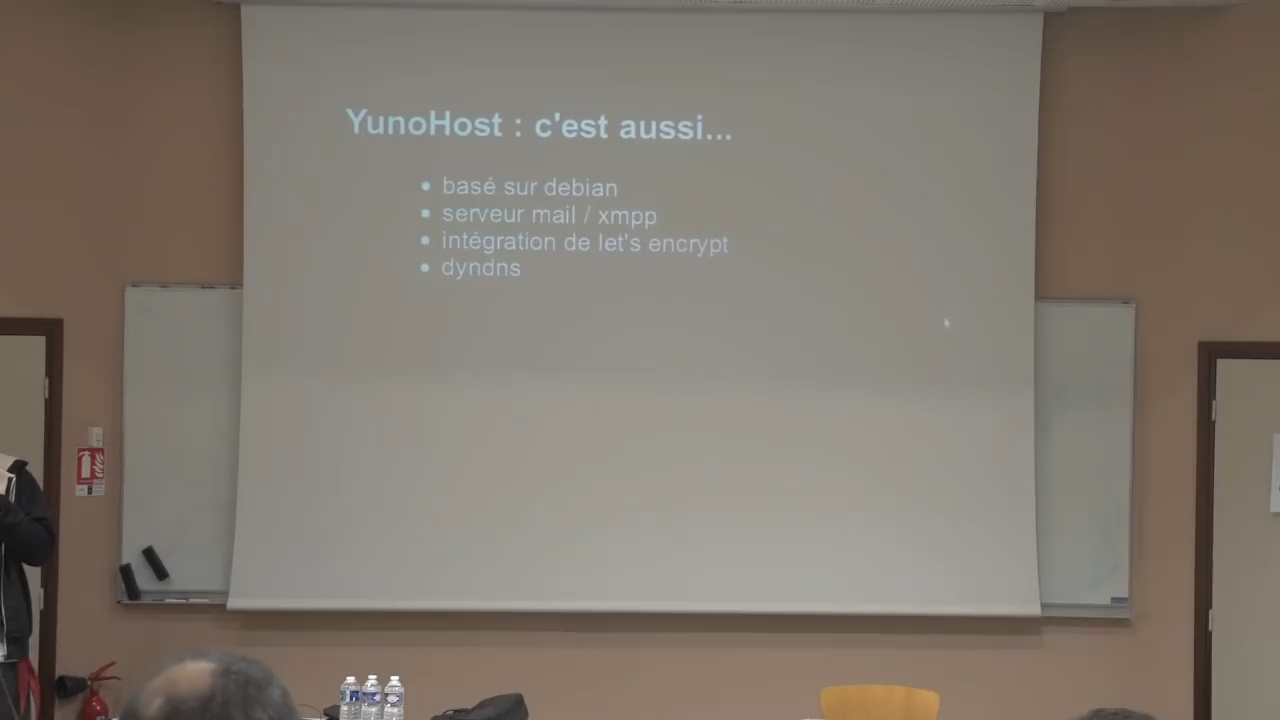 YunoHost : c'est aussi...
• basé sur debian
• serveur mail / xmpp
• intégration de let's encrypt
• dyndns